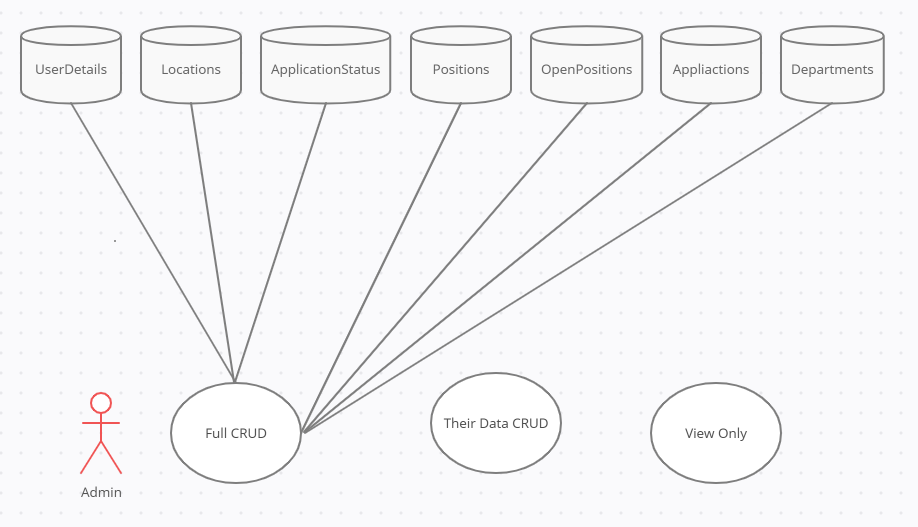 UserDetails
Locations
ApplicationStatus
Positions
OpenPositions
Appliactions
Departments
Full CRUD
Their Data CRUD
View Only
Admin